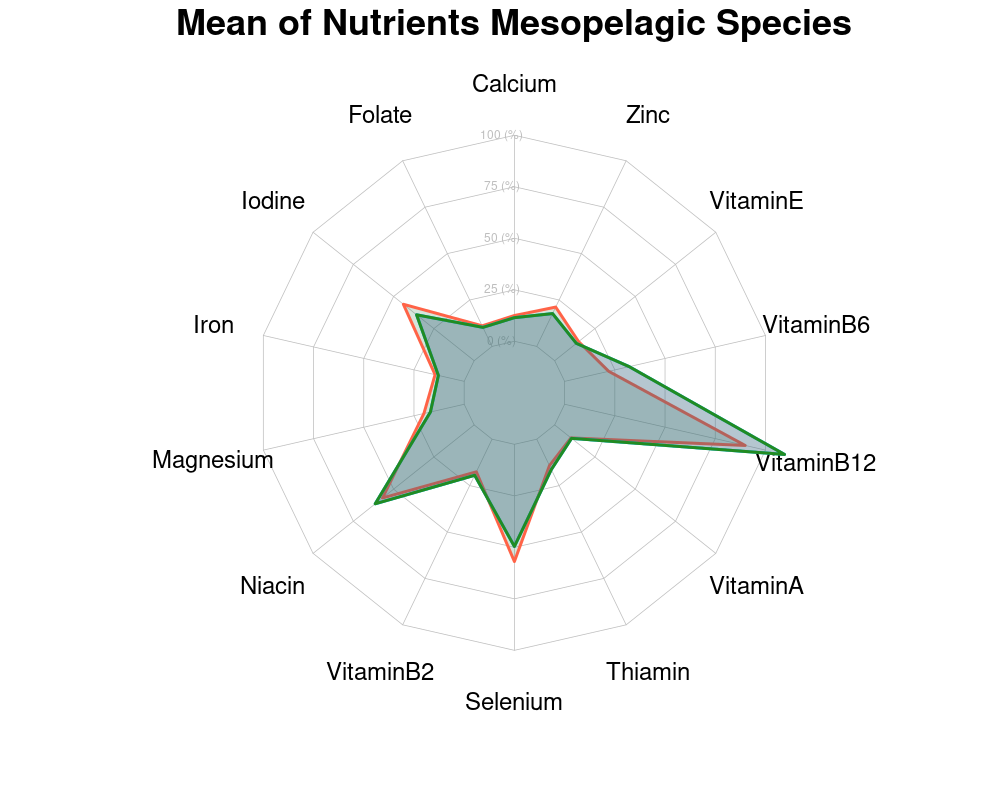 Mean of Nutrients Mesopelagic Species
Calcium
Folate
Zinc
100 (%)
75 (%)
Iodine
VitaminE
50 (%)
25 (%)
Iron
VitaminB6
0 (%)
Magnesium
VitaminB12
Niacin
VitaminA
VitaminB2
Thiamin
Selenium